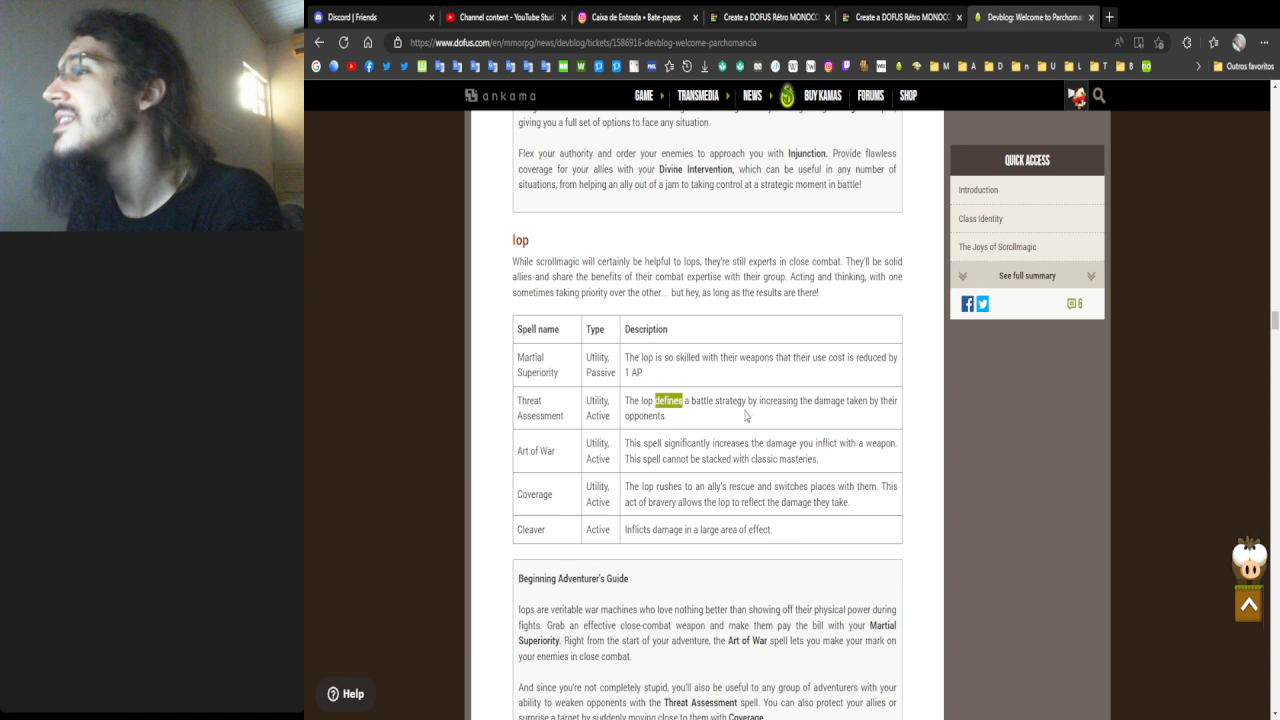 Discord | Friends
Channel content - YouTube Studi
Caixa de Entrada • Bate-papos
Create a DOFUS Rétro MONOCO
Create a DOFUS Rétro MONOCO
Devblog: Welcome to Parchoman
https://www.dofus.com/en/mmorpg/news/devblog/tickets/1586916-devblog-welcome-parchomancia
Outros favoritos
ankama
GAME
TRANSMEDIA
NEWS
BUY KAMAS
FORUMS
SHOP
giving you a full set of options to face any situation.
Flex your authority and order your enemies to approach you with Injunction. Provide flawless
coverage for your allies with your Divine Intervention, which can be useful in any number of
situations, from helping an ally out of a jam to taking control at a strategic moment in battle!
Iop
While scrollmagic will certainly be helpful to Iops, they're still experts in close combat. They'll be solid
allies and share the benefits of their combat expertise with their group. Acting and thinking, with one
sometimes taking priority over the other... but hey, as long as the results are there!
Spell name
Type
Description
Martial Superiority
Utility, Passive
The Iop is so skilled with their weapons that their use cost is reduced by
1 AP.
Threat Assessment
Utility, Active
The Iop defines a battle strategy by increasing the damage taken by their
opponents.
Art of War
Utility, Active
This spell significantly increases the damage you inflict with a weapon.
This spell cannot be stacked with classic masteries.
Coverage
Utility, Active
The Iop rushes to an ally's rescue and switches places with them. This
act of bravery allows the Iop to reflect the damage they take.
Cleaver
Active
Inflicts damage in a large area of effect.
Beginning Adventurer's Guide
Iops are veritable war machines who love nothing better than showing off their physical power during
fights. Grab an effective close-combat weapon and make them pay the bill with your Martial
Superiority. Right from the start of your adventure, the Art of War spell lets you make your mark on
your enemies in close combat.
And since you're not completely stupid, you'll also be useful to any group of adventurers with your
ability to weaken opponents with the Threat Assessment spell. You can also protect your allies or
surprise a target by suddenly moving close to them with Coverage.
QUICK ACCESS
Introduction
Class Identity
The Joys of Scrollmagic
See full summary
6
Help